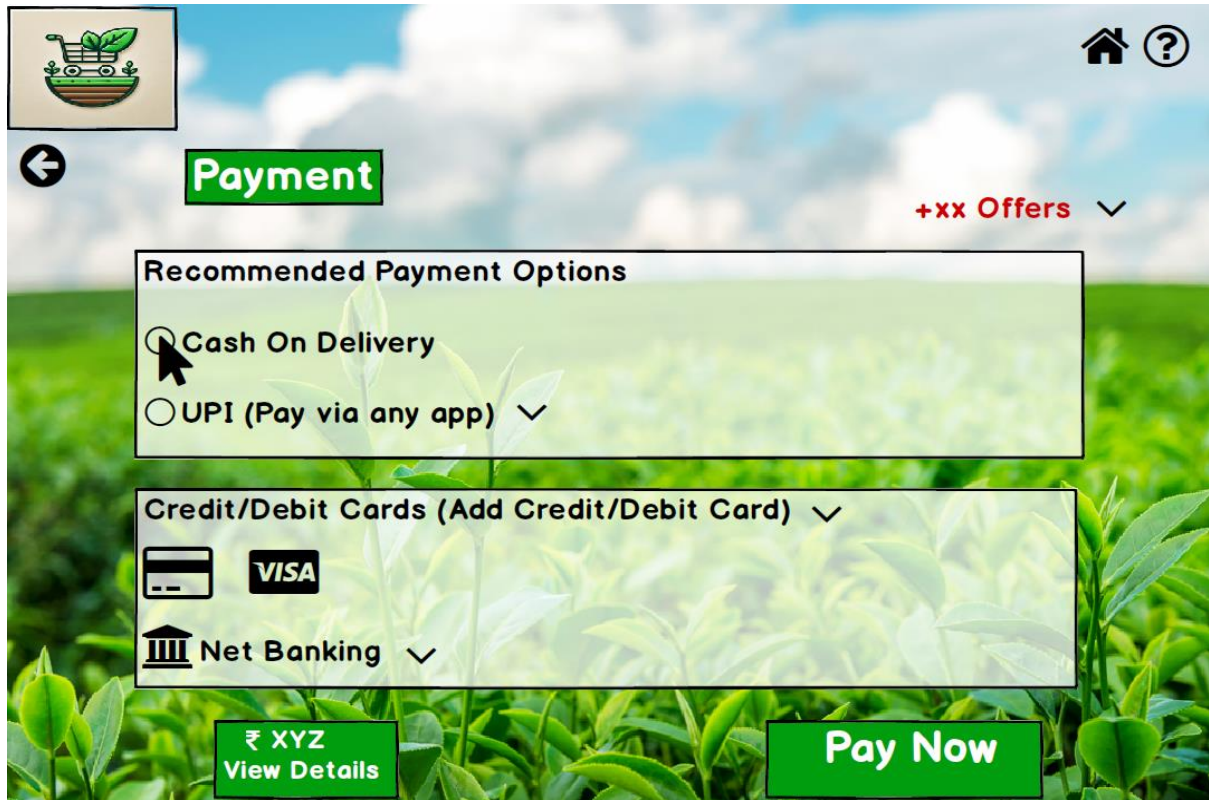 Payment
+xx Offers
Recommended Payment Options
Cash On Delivery
UPI (Pay via any app)
Credit/Debit Cards (Add Credit/Debit Card)
VISA
Net Banking
₹ XYZ
View Details
Pay Now